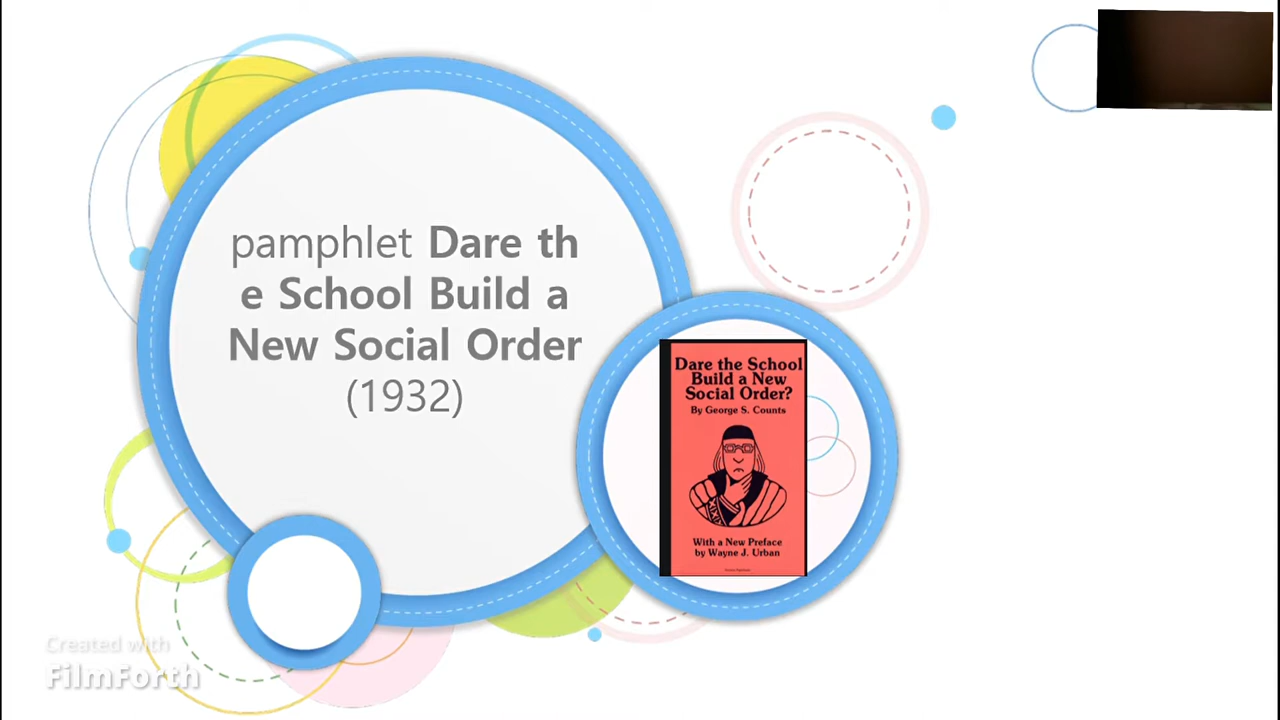 pamphlet Dare th
e School Build a
New Social Order
(1932)
Dare the School
Build a New
Social Order?
By George S. Counts
With a New Preface
by Wayne J. Urban
Created with
FilmForth